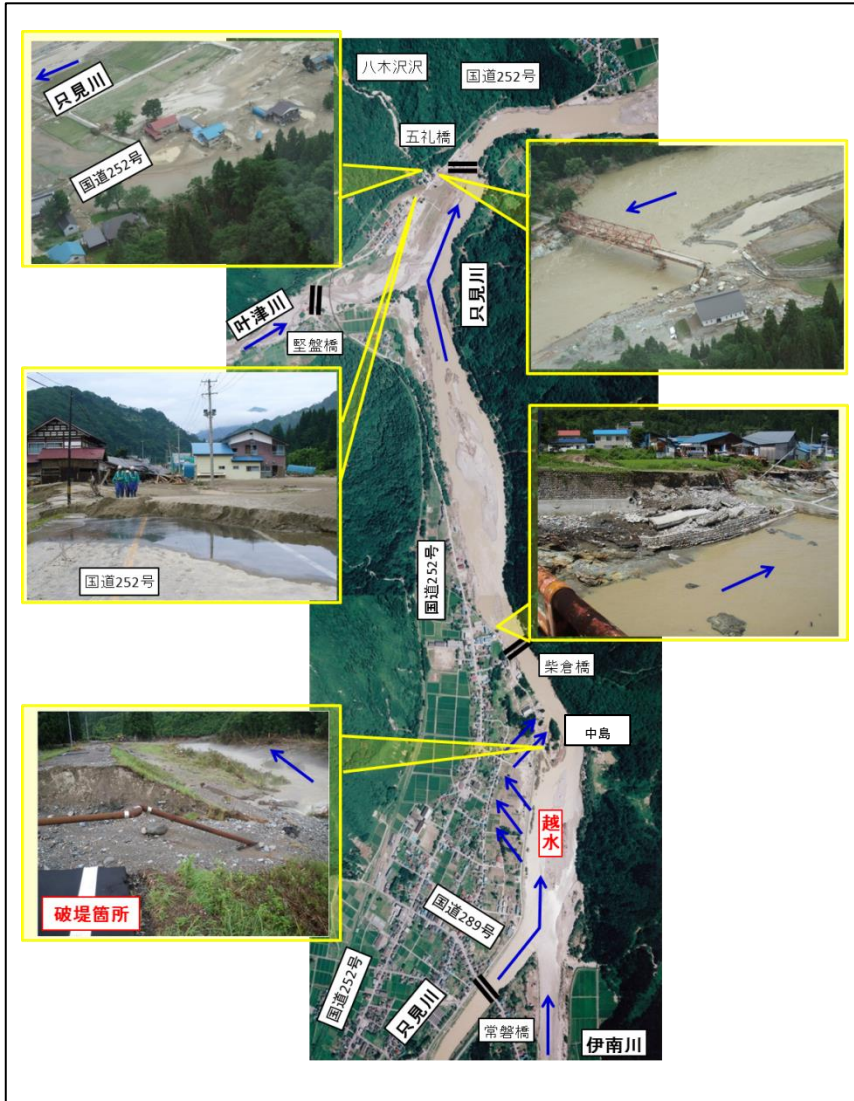 只見川
国道252号
八木沢沢
国道252号
五礼橋
只見川
叶津川
堅盤橋
国道252号
国道252号
柴倉橋
中島
越水
破堤箇所
国道289号
国道252号
只見川
常磐橋
伊南川